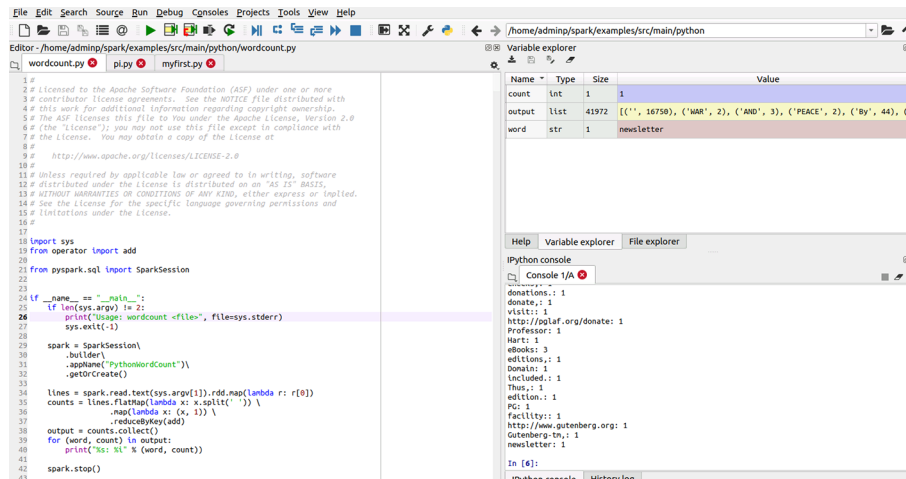 File Edit Search Source Run Debug Consoles Projects Tools View Help
/home/adminp/spark/examples/src/main/python
Editor - /home/adminp/spark/examples/src/main/python/wordcount.py
wordcount.py pi.py myfirst.py
1 #
2 # Licensed to the Apache Software Foundation (ASF) under one or more
3 # contributor license agreements.  See the NOTICE file distributed with
4 # this work for additional information regarding copyright ownership.
5 # The ASF licenses this file to You under the Apache License, Version 2.0
6 # (the "License"); you may not use this file except in compliance with
7 # the License.  You may obtain a copy of the License at
8 #
9 #    http://www.apache.org/licenses/LICENSE-2.0
10 #
11 # Unless required by applicable law or agreed to in writing, software
12 # distributed under the License is distributed on an "AS IS" BASIS,
13 # WITHOUT WARRANTIES OR CONDITIONS OF ANY KIND, either express or implied.
14 # See the License for the specific language governing permissions and
15 # limitations under the License.
16 #
17
18 import sys
19 from operator import add
20
21 from pyspark.sql import SparkSession
22
23
24 if __name__ == "__main__":
25     if len(sys.argv) != 2:
26         print("Usage: wordcount <file>", file=sys.stderr)
27         sys.exit(-1)
28
29     spark = SparkSession\
30         .builder\
31         .appName("PythonWordCount")\
32         .getOrCreate()
33
34     lines = spark.read.text(sys.argv[1]).rdd.map(lambda r: r[0])
35     counts = lines.flatMap(lambda x: x.split(' ')) \
36                   .map(lambda x: (x, 1)) \
37                   .reduceByKey(add)
38     output = counts.collect()
39     for (word, count) in output:
40         print("%s: %i" % (word, count))
41
42     spark.stop()
43
Variable explorer
Name Type Size Value
count int 1 1
output list 41972 [('', 16750), ('WAR', 2), ('AND', 3), ('PEACE', 2), ('By', 44), (
word str 1 newsletter
Help Variable explorer File explorer
IPython console
Console 1/A
donations.: 1
donate,: 1
visit:: 1
http://pglaf.org/donate: 1
Professor: 1
Hart: 1
eBooks: 3
editions,: 1
Domain: 1
included.: 1
Thus,: 1
edition.: 1
PG: 1
facility:: 1
http://www.gutenberg.org: 1
Gutenberg-tm,: 1
newsletter: 1
In [6]:
IPython console History log